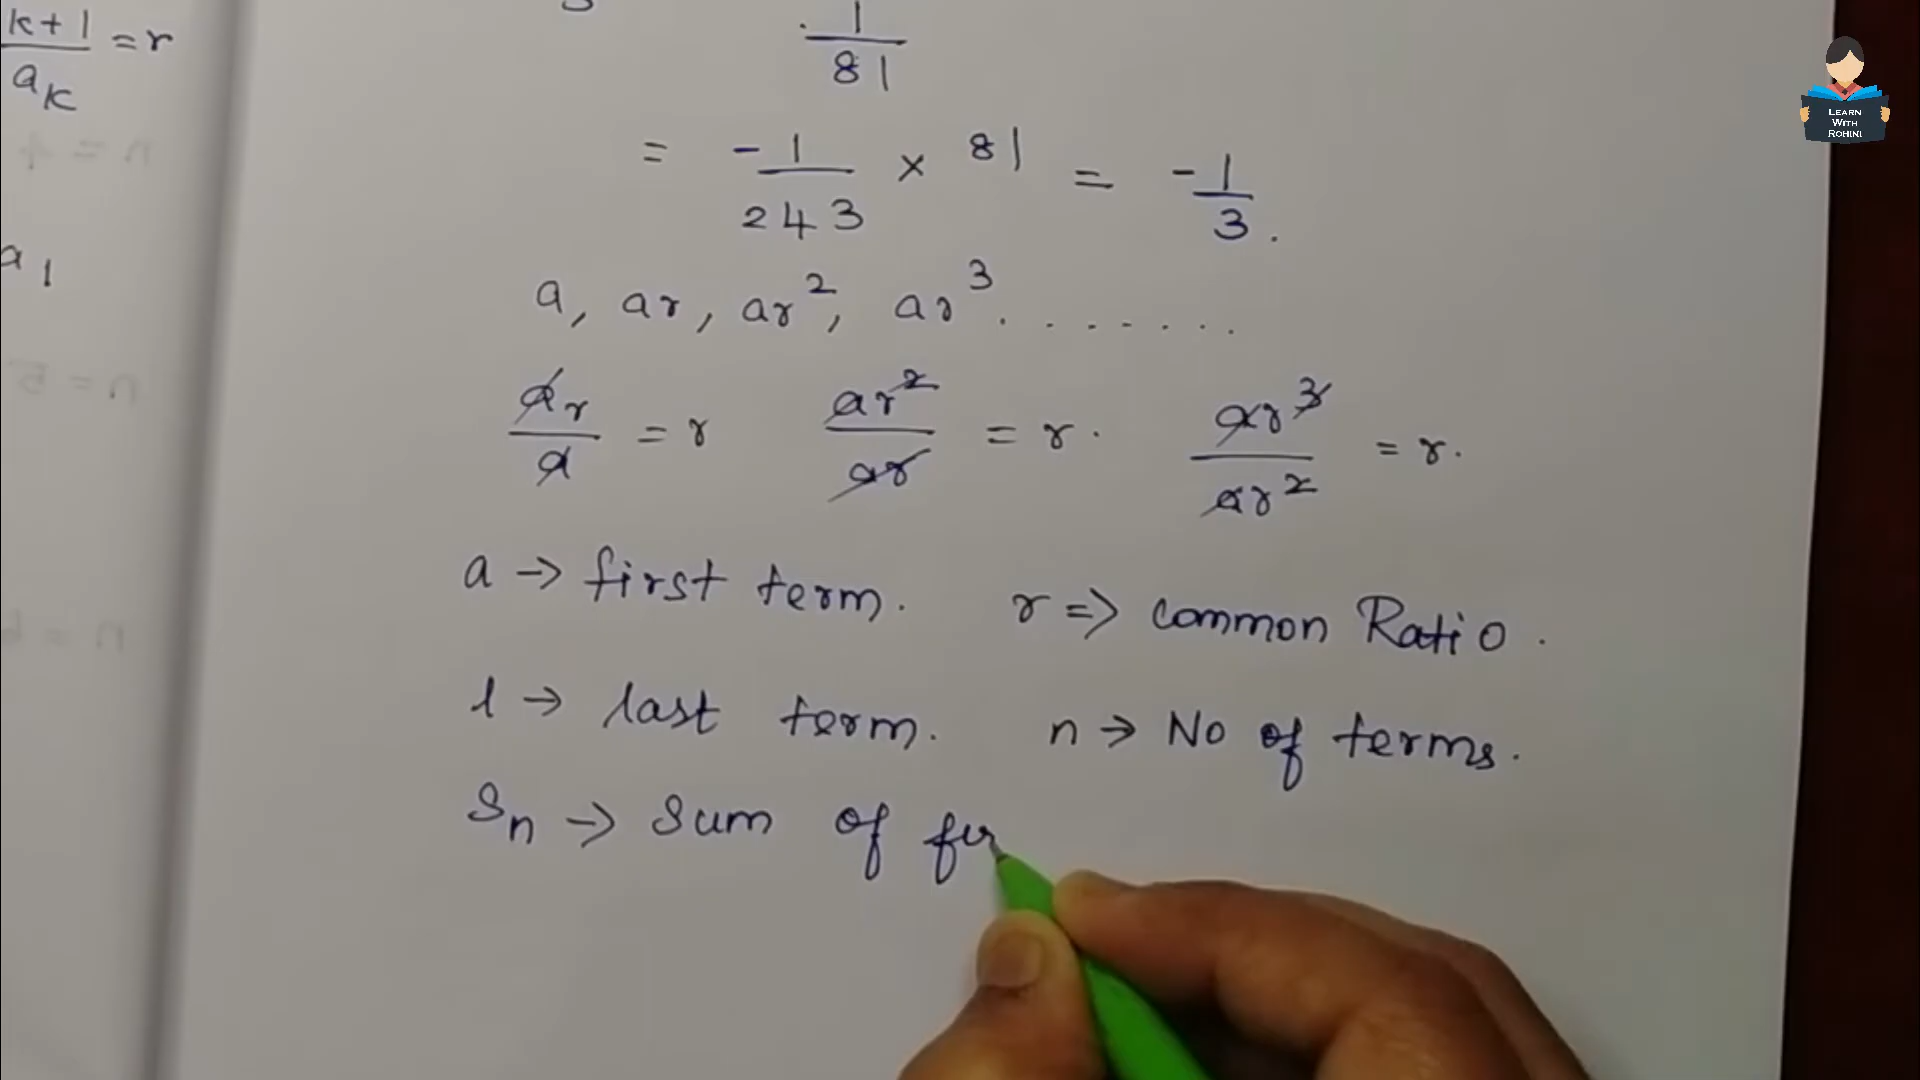 k+1 / ak = r
a1
1 / 81
= -1/243 × 81 = -1/3.
a, ar, ar², ar³. . . . . . . .
ar/a = r ar²/ar = r. ar³/ar² = r.
a → first term. r => common Ratio.
l → last term. n → No of terms.
Sn → Sum of fir
LEARN
WITH
ROHINI